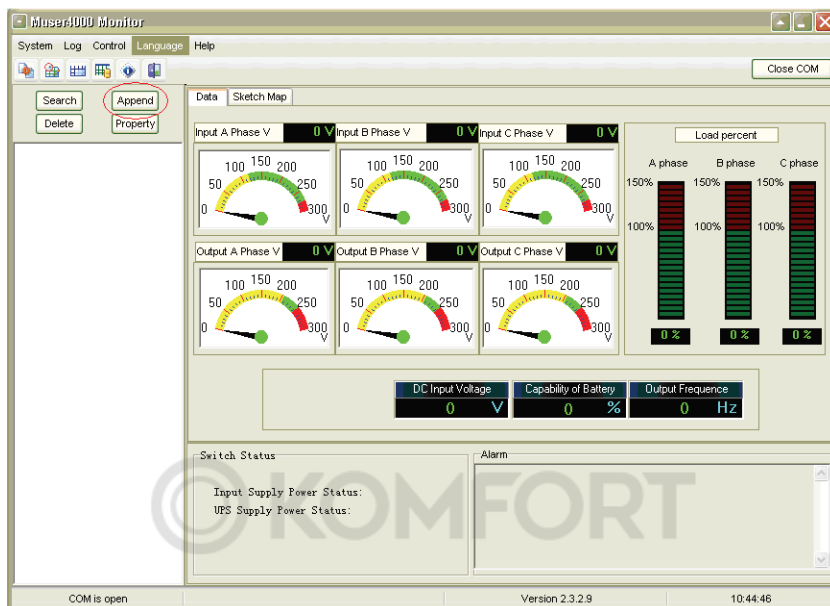 Muser4000 Monitor
System Log Control Language Help
Close COM
Search Append
Delete Property
Data Sketch Map
Input A Phase V 0 V Input B Phase V 0 V Input C Phase V 0 V
0 50 100 150 200 250 300 V
0 50 100 150 200 250 300 V
0 50 100 150 200 250 300 V
Output A Phase V 0 V Output B Phase V 0 V Output C Phase V 0 V
0 50 100 150 200 250 300 V
0 50 100 150 200 250 300 V
0 50 100 150 200 250 300 V
Load percent
A phase B phase C phase
150% 150% 150%
100% 100% 100%
0 % 0 % 0 %
DC Input Voltage Capability of Battery Output Frequence
0 V 0 % 0 Hz
Switch Status
Input Supply Power Status:
UPS Supply Power Status:
Alarm
KOMFORT
COM is open Version 2.3.2.9 10:44:46